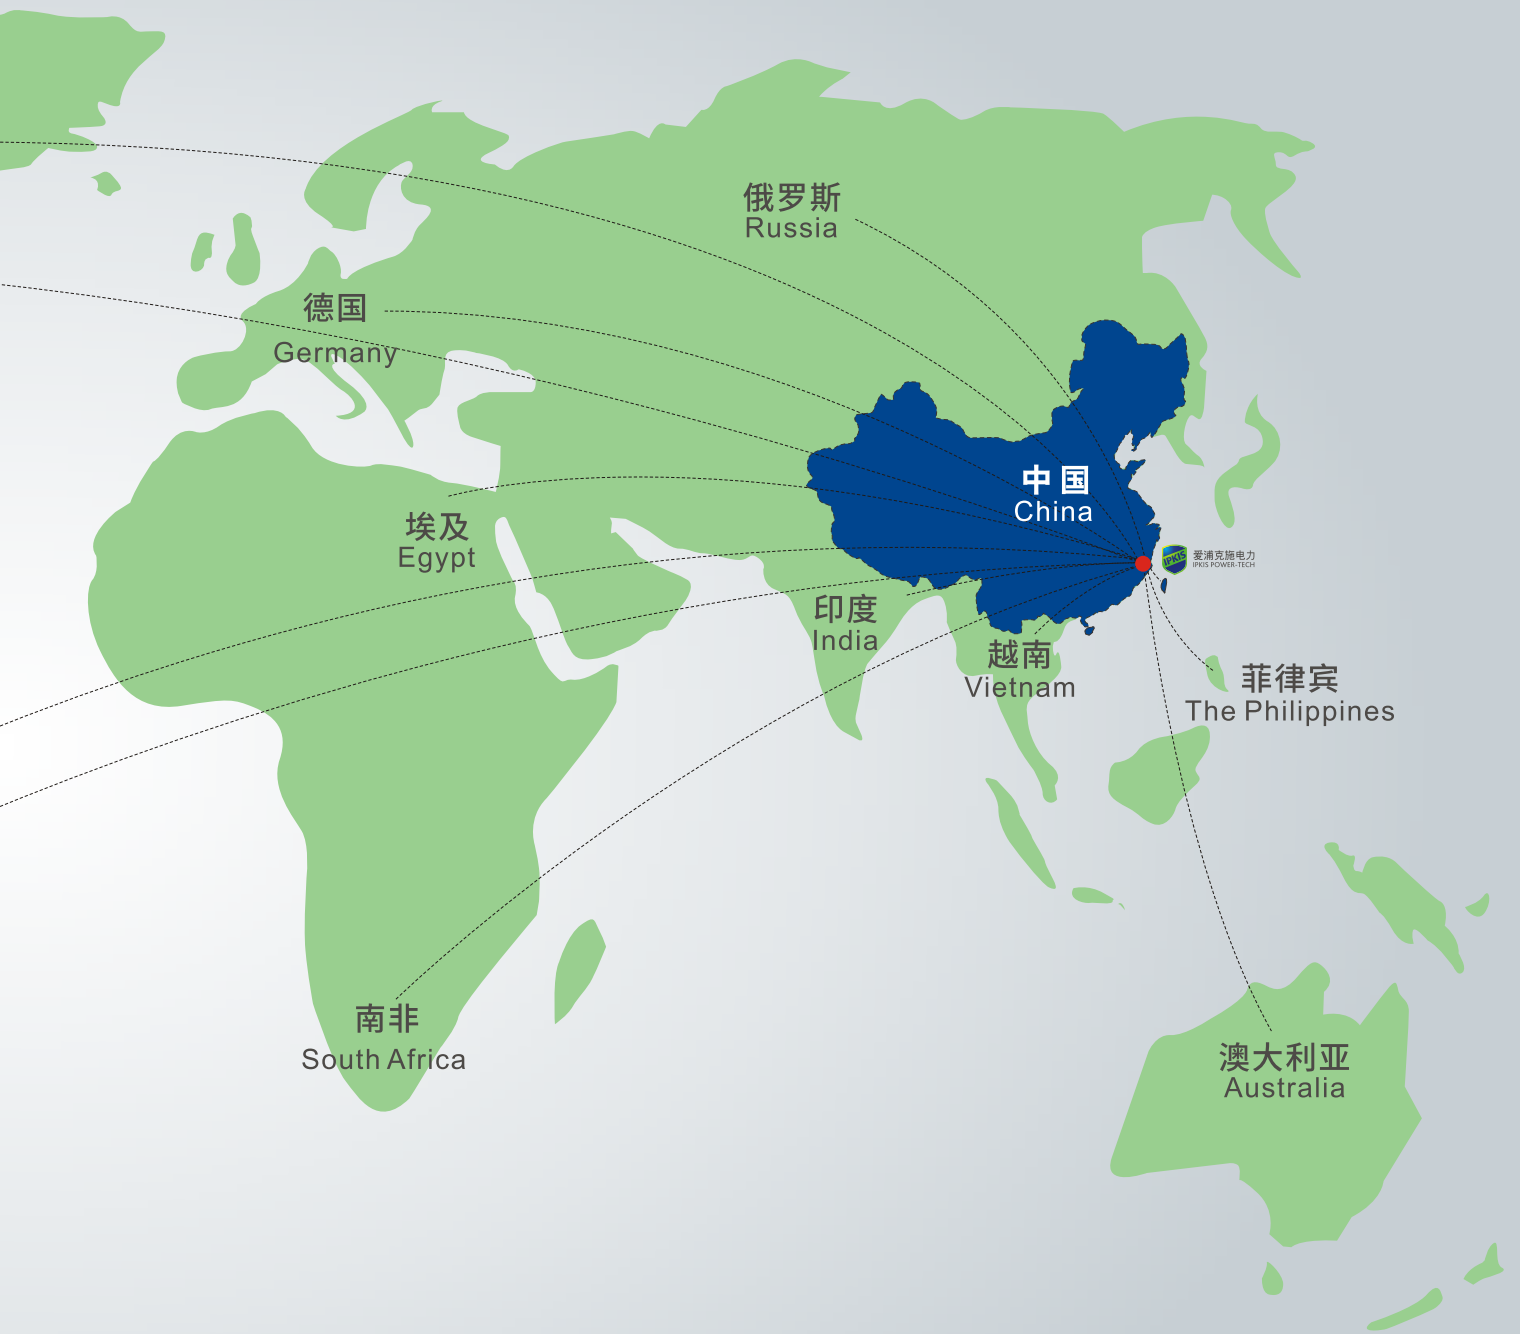 俄罗斯
Russia
德国
Germany
中国
China
埃及
Egypt
IPKIS
爱浦克施电力
IPKIS POWER-TECH
印度
India
越南
Vietnam
菲律宾
The Philippines
南非
South Africa
澳大利亚
Australia